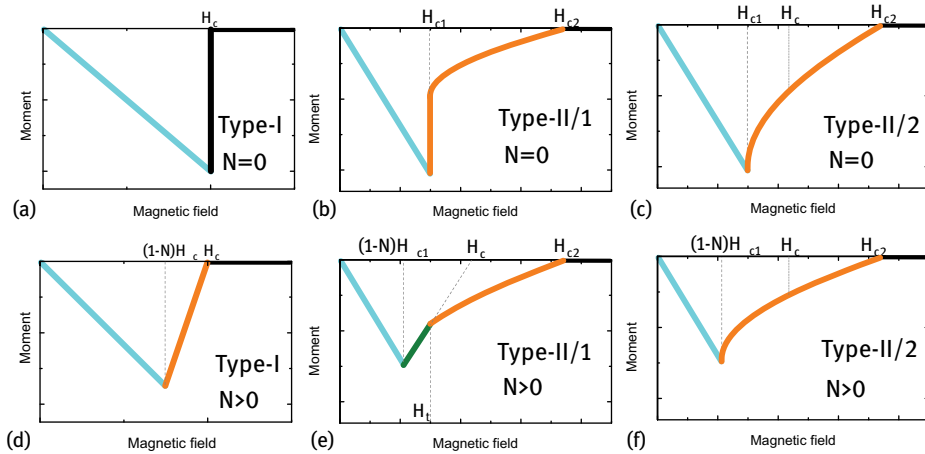 H_c
Moment
Type-I
N=0
(a)
Magnetic field
H_c1
H_c2
Moment
Type-II/1
N=0
(b)
Magnetic field
H_c1
H_c
H_c2
Moment
Type-II/2
N=0
(c)
Magnetic field
(1-N)H_c
H_c
Moment
Type-I
N>0
(d)
Magnetic field
(1-N)H_c1
H_c
H_c2
Moment
Type-II/1
N>0
H_t
(e)
Magnetic field
(1-N)H_c1
H_c
H_c2
Moment
Type-II/2
N>0
(f)
Magnetic field